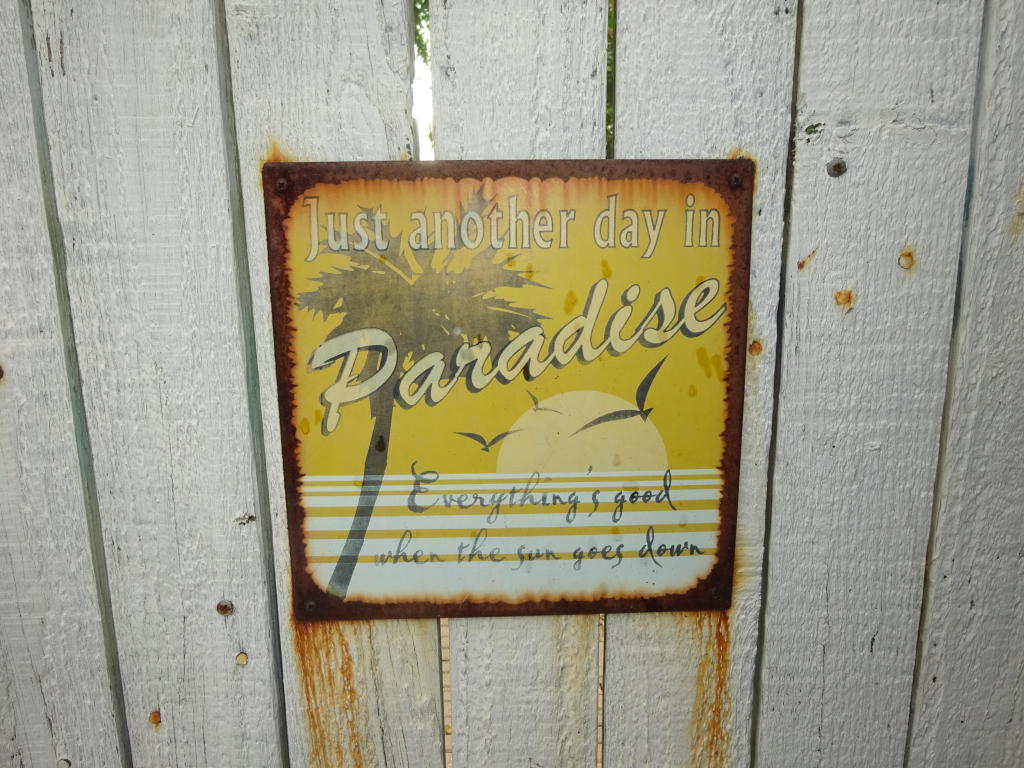 Just another day in
Paradise
Everything's good
when the sun goes down